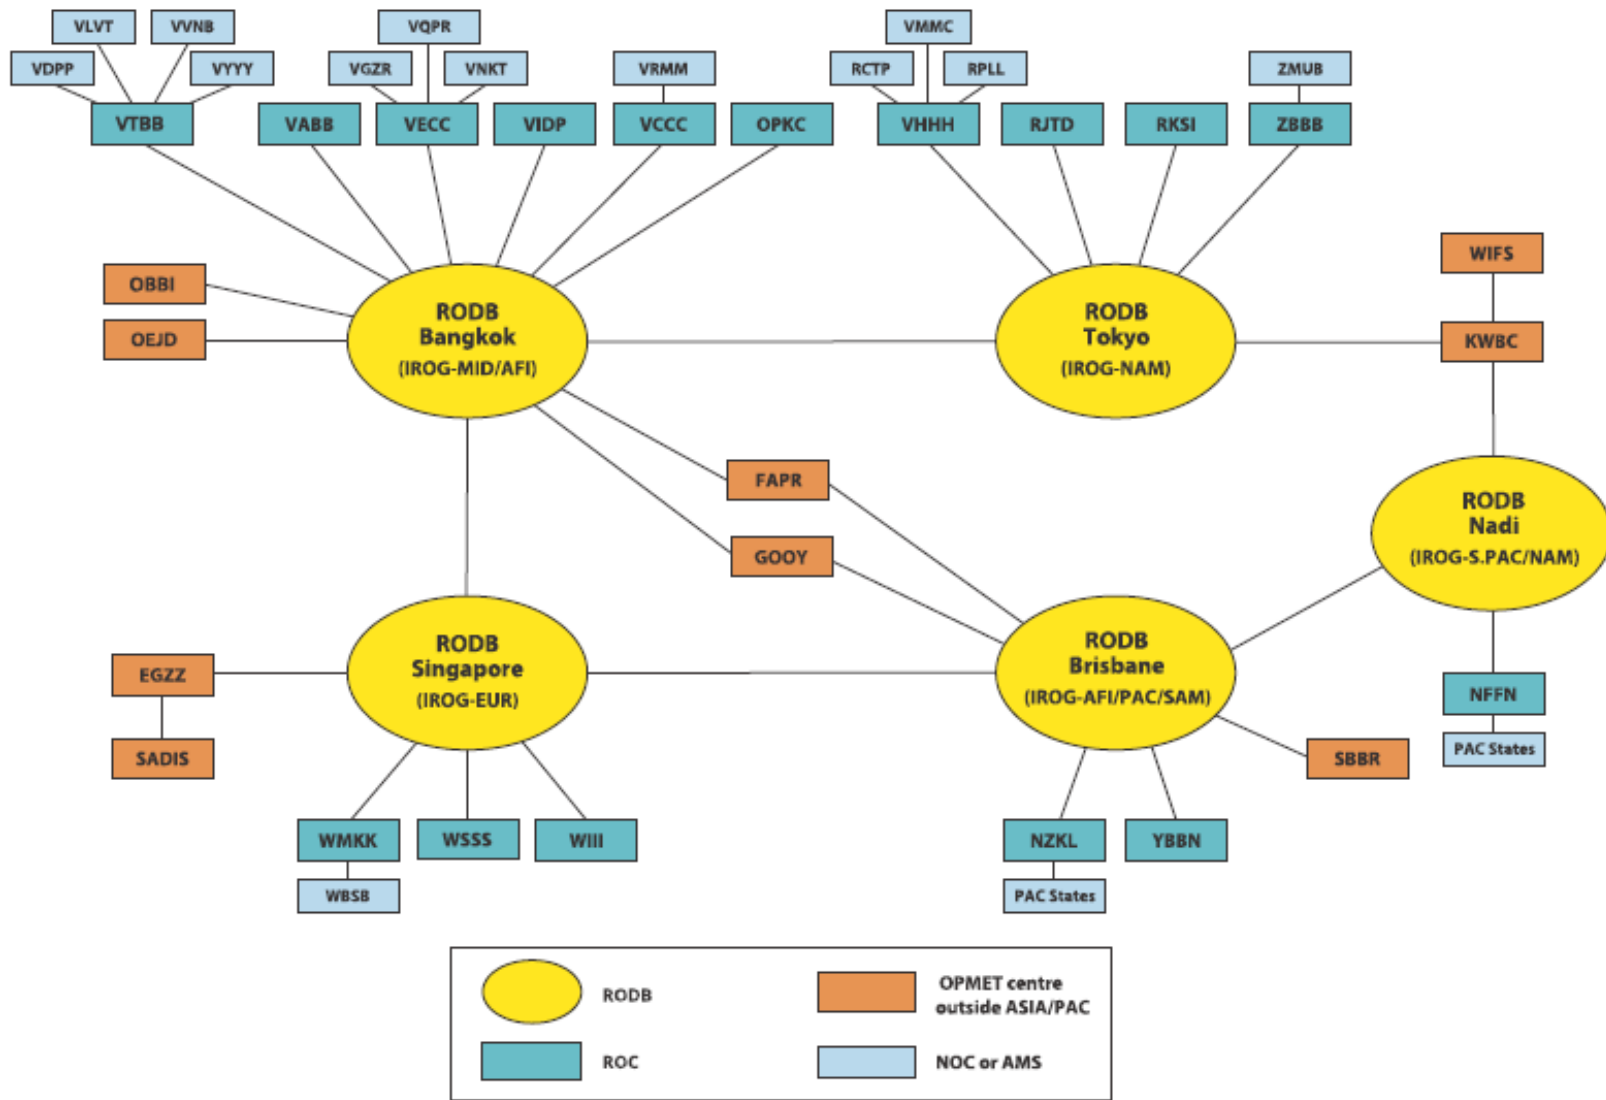 VLVT
VVNB
VQPR
VMMC
VDPP
VYYY
VGZR
VNKT
VRMM
RCTP
RPLL
ZMUB
VTBB
VABB
VECC
VIDP
VCCC
OPKC
VHHH
RJTD
RKSI
ZBBB
WIFS
OBBI
OEJD
RODB
Bangkok
(IROG-MID/AFI)
RODB
Tokyo
(IROG-NAM)
KWBC
FAPR
GOOY
RODB
Nadi
(IROG-S.PAC/NAM)
EGZZ
SADIS
RODB
Singapore
(IROG-EUR)
RODB
Brisbane
(IROG-AFI/PAC/SAM)
NFFN
PAC States
SBBR
WMKK
WSSS
WIII
NZKL
YBBN
WBSB
PAC States
RODB
OPMET centre
outside ASIA/PAC
ROC
NOC or AMS